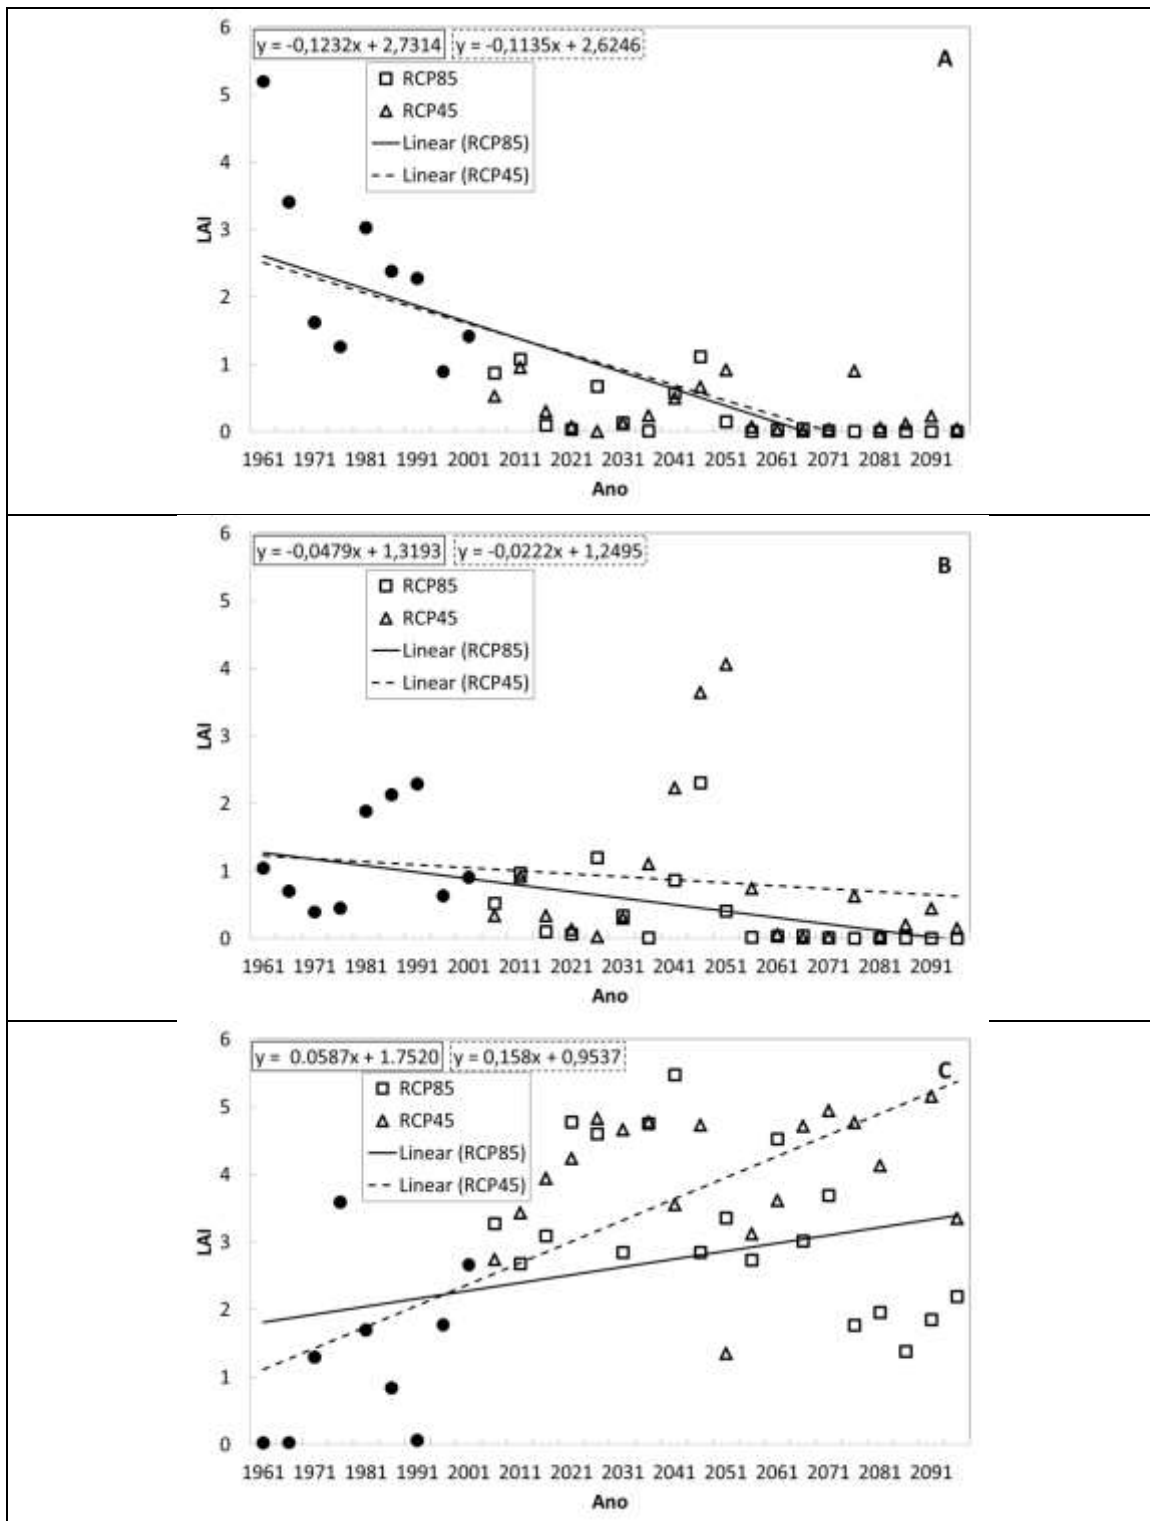 6
y = -0,1232x + 2,7314 y = -0,1135x + 2,6246
A
RCP85
5
RCP45
Linear (RCP85)
4
Linear (RCP45)
3
LAI
2
1
0
1961 1971 1981 1991 2001 2011 2021 2031 2041 2051 2061 2071 2081 2091
Ano
6
y = -0,0479x + 1,3193 y = -0,0222x + 1,2495
B
RCP85
5
RCP45
Linear (RCP85)
4
Linear (RCP45)
3
LAI
2
1
0
1961 1971 1981 1991 2001 2011 2021 2031 2041 2051 2061 2071 2081 2091
Ano
6
y = 0.0587x + 1.7520 y = 0,158x + 0,9537
C
RCP85
5
RCP45
Linear (RCP85)
4
Linear (RCP45)
3
LAI
2
1
0
1961 1971 1981 1991 2001 2011 2021 2031 2041 2051 2061 2071 2081 2091
Ano